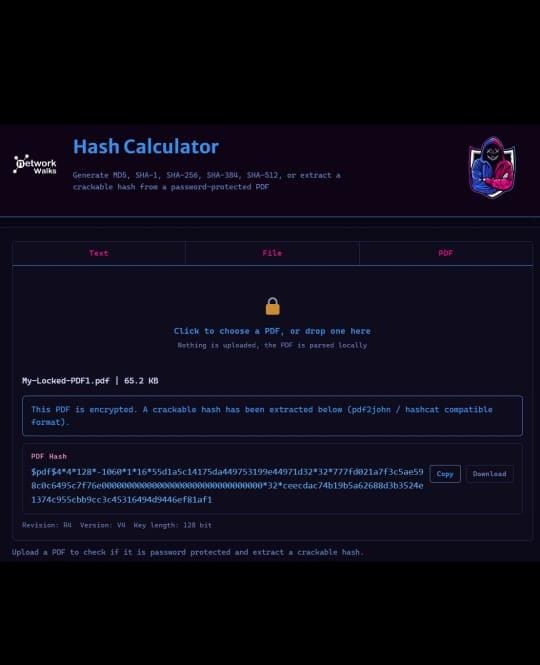 network
Walks
Hash Calculator
Generate MD5, SHA-1, SHA-256, SHA-384, SHA-512, or extract a
crackable hash from a password-protected PDF
Text
File
PDF
Click to choose a PDF, or drop one here
Nothing is uploaded, the PDF is parsed locally
My-Locked-PDF1.pdf | 65.2 KB
This PDF is encrypted. A crackable hash has been extracted below (pdf2john / hashcat compatible
format).
PDF Hash
$pdf$4*4*128*-1060*1*16*55d1a5c14175da449753199e44971d32*32*777fd021a7f3c5ae59
8c0c6495c7f76e00000000000000000000000000000000*32*ceecdac74b19b5a62688d3b3524e
1374c955cbb9cc3c45316494d9446ef81af1
Copy
Download
Revision: R4 Version: V4 Key length: 128 bit
Upload a PDF to check if it is password protected and extract a crackable hash.